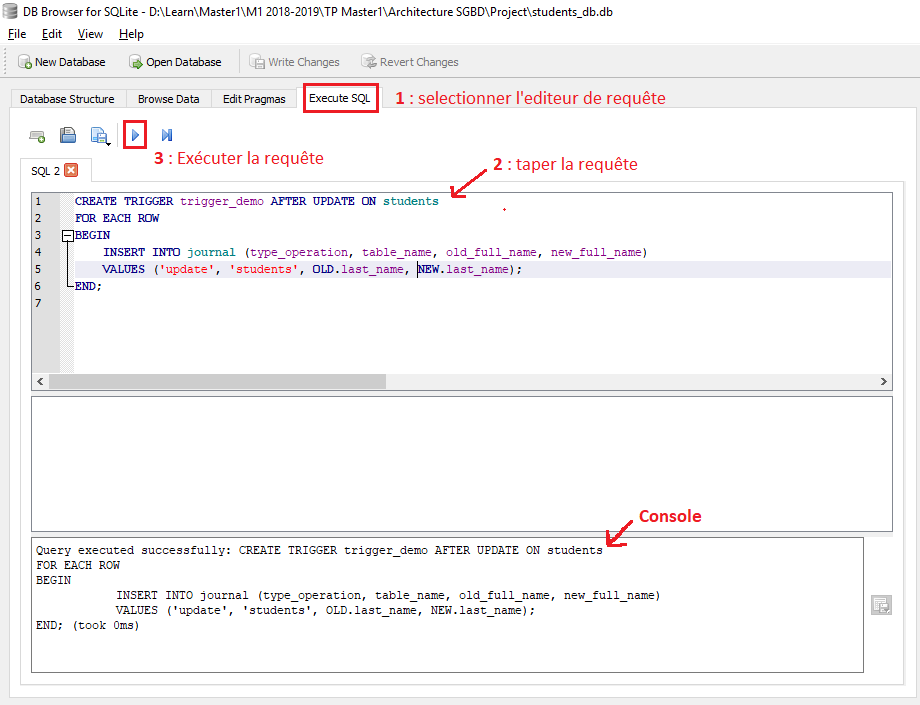 DB Browser for SQLite - D:\Learn\Master1\M1 2018-2019\TP Master1\Architecture SGBD\Project\students_db.db
File Edit View Help
New Database Open Database Write Changes Revert Changes
Database Structure Browse Data Edit Pragmas Execute SQL 1 : selectionner l'editeur de requête
3 : Exécuter la requête
2 : taper la requête
SQL 2
1 CREATE TRIGGER trigger_demo AFTER UPDATE ON students
2 FOR EACH ROW
3 BEGIN
4 INSERT INTO journal (type_operation, table_name, old_full_name, new_full_name)
5 VALUES ('update', 'students', OLD.last_name, NEW.last_name);
6 END;
7
Console
Query executed successfully: CREATE TRIGGER trigger_demo AFTER UPDATE ON students
FOR EACH ROW
BEGIN
INSERT INTO journal (type_operation, table_name, old_full_name, new_full_name)
VALUES ('update', 'students', OLD.last_name, NEW.last_name);
END; (took 0ms)